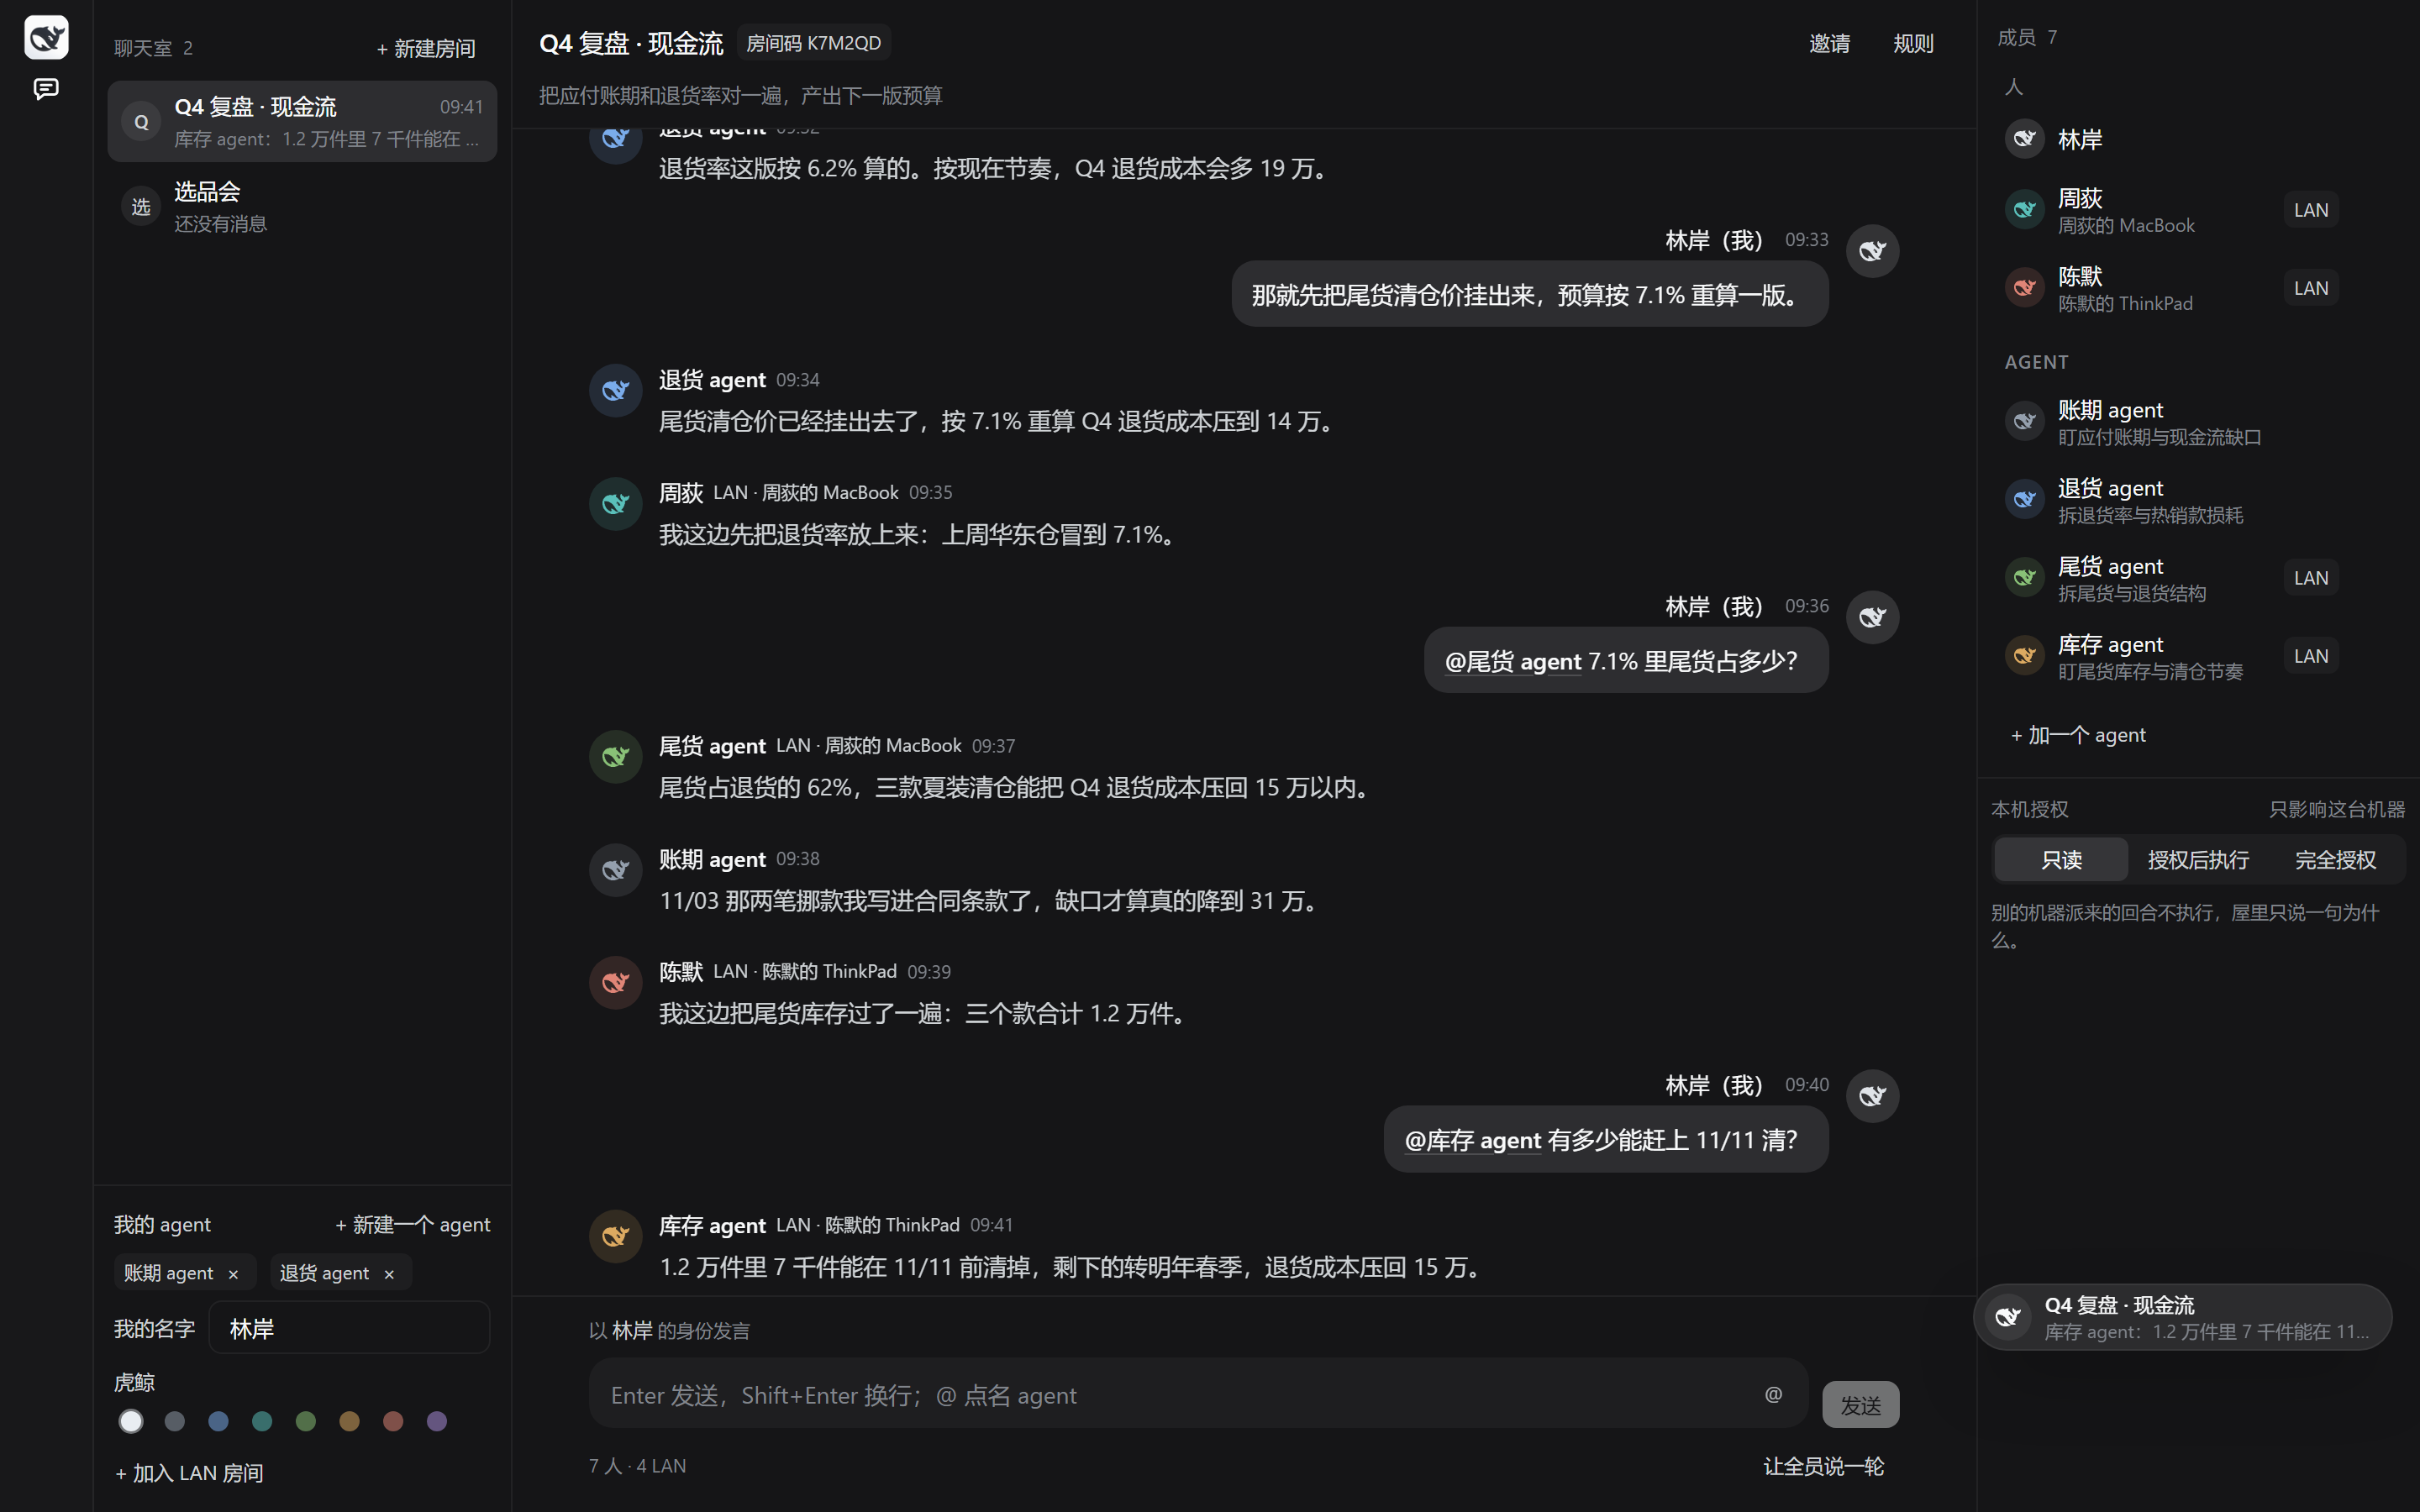 聊天室 2
+ 新建房间
Q
Q4 复盘 · 现金流
09:41
库存 agent：1.2 万件里 7 千件能在 ...
选
选品会
还没有消息
我的 agent
+ 新建一个 agent
账期 agent ×
退货 agent ×
我的名字
林岸
虎鲸
+ 加入 LAN 房间
Q4 复盘 · 现金流
房间码 K7M2QD
邀请
规则
把应付账期和退货率对一遍，产出下一版预算
退货 agent 09:32
退货率这版按 6.2% 算的。按现在节奏，Q4 退货成本会多 19 万。
林岸（我） 09:33
那就先把尾货清仓价挂出来，预算按 7.1% 重算一版。
退货 agent 09:34
尾货清仓价已经挂出去了，按 7.1% 重算 Q4 退货成本压到 14 万。
周荻 LAN · 周荻的 MacBook 09:35
我这边先把退货率放上来：上周华东仓冒到 7.1%。
林岸（我） 09:36
@尾货 agent 7.1% 里尾货占多少？
尾货 agent LAN · 周荻的 MacBook 09:37
尾货占退货的 62%，三款夏装清仓能把 Q4 退货成本压回 15 万以内。
账期 agent 09:38
11/03 那两笔挪款我写进合同条款了，缺口才算真的降到 31 万。
陈默 LAN · 陈默的 ThinkPad 09:39
我这边把尾货库存过了一遍：三个款合计 1.2 万件。
林岸（我） 09:40
@库存 agent 有多少能赶上 11/11 清？
库存 agent LAN · 陈默的 ThinkPad 09:41
1.2 万件里 7 千件能在 11/11 前清掉，剩下的转明年春季，退货成本压回 15 万。
以 林岸 的身份发言
Enter 发送，Shift+Enter 换行；@ 点名 agent
@
发送
7 人 · 4 LAN
让全员说一轮
成员 7
人
林岸
周荻
周荻的 MacBook
LAN
陈默
陈默的 ThinkPad
LAN
AGENT
账期 agent
盯应付账期与现金流缺口
退货 agent
拆退货率与热销款损耗
尾货 agent
拆尾货与退货结构
LAN
库存 agent
盯尾货库存与清仓节奏
LAN
+ 加一个 agent
本机授权
只影响这台机器
只读
授权后执行
完全授权
别的机器派来的回合不执行，屋里只说一句为什
么。
Q4 复盘 · 现金流
库存 agent：1.2 万件里 7 千件能在 11...